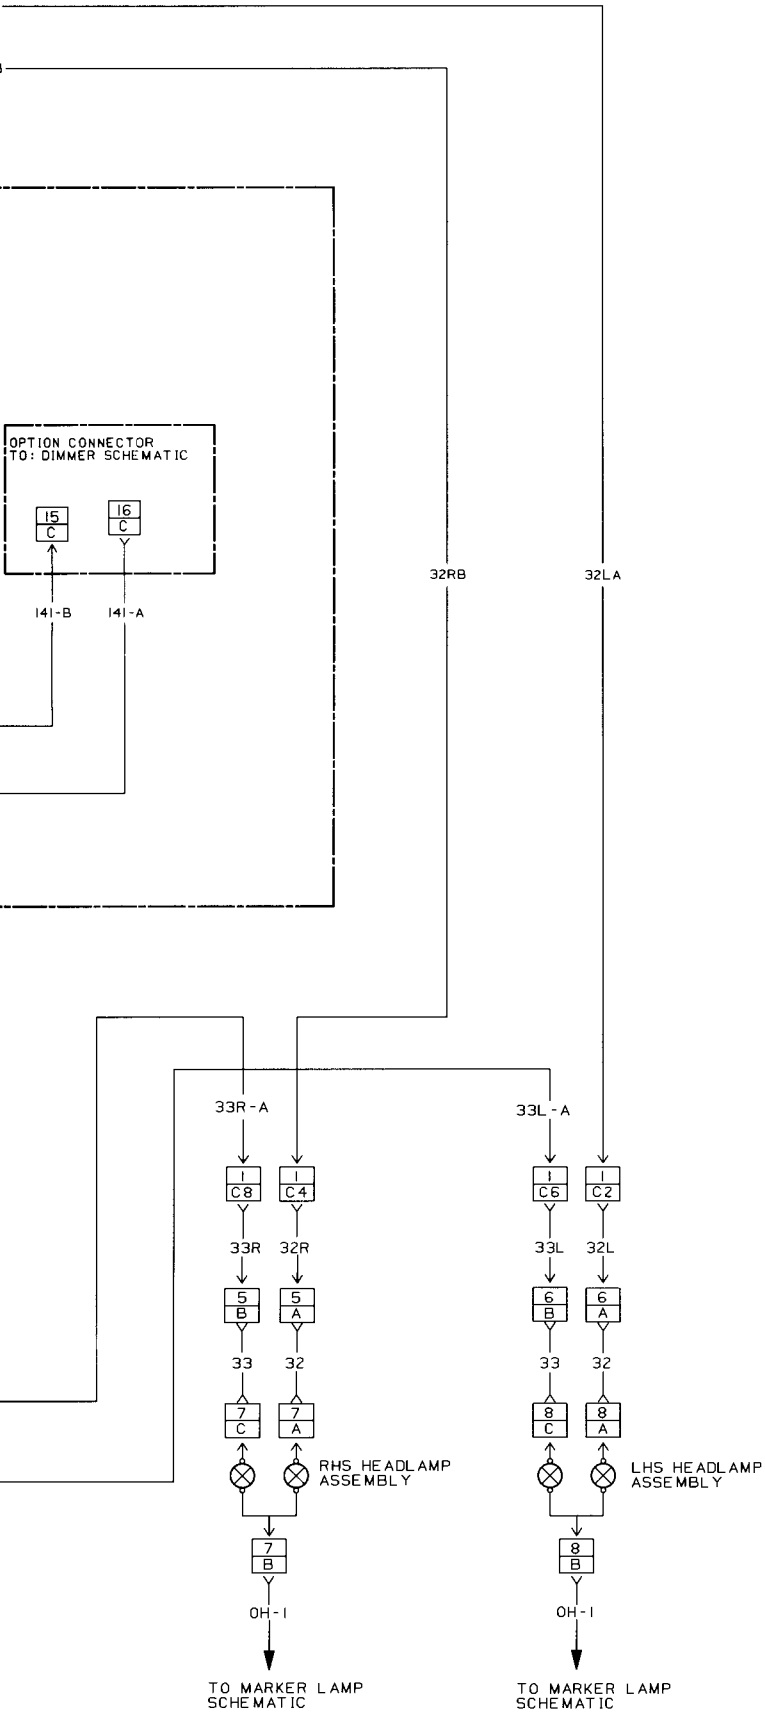 OPTION CONNECTOR
TO: DIMMER SCHEMATIC
15
C
16
C
32RB
32LA
141-B
141-A
33R-A
33L-A
1
C8
1
C4
1
C6
1
C2
33R
32R
33L
32L
5
B
5
A
6
B
6
A
33
32
33
32
7
C
7
A
8
C
8
A
RHS HEADLAMP
ASSEMBLY
LHS HEADLAMP
ASSEMBLY
7
B
8
B
OH-1
OH-1
TO MARKER LAMP
SCHEMATIC
TO MARKER LAMP
SCHEMATIC